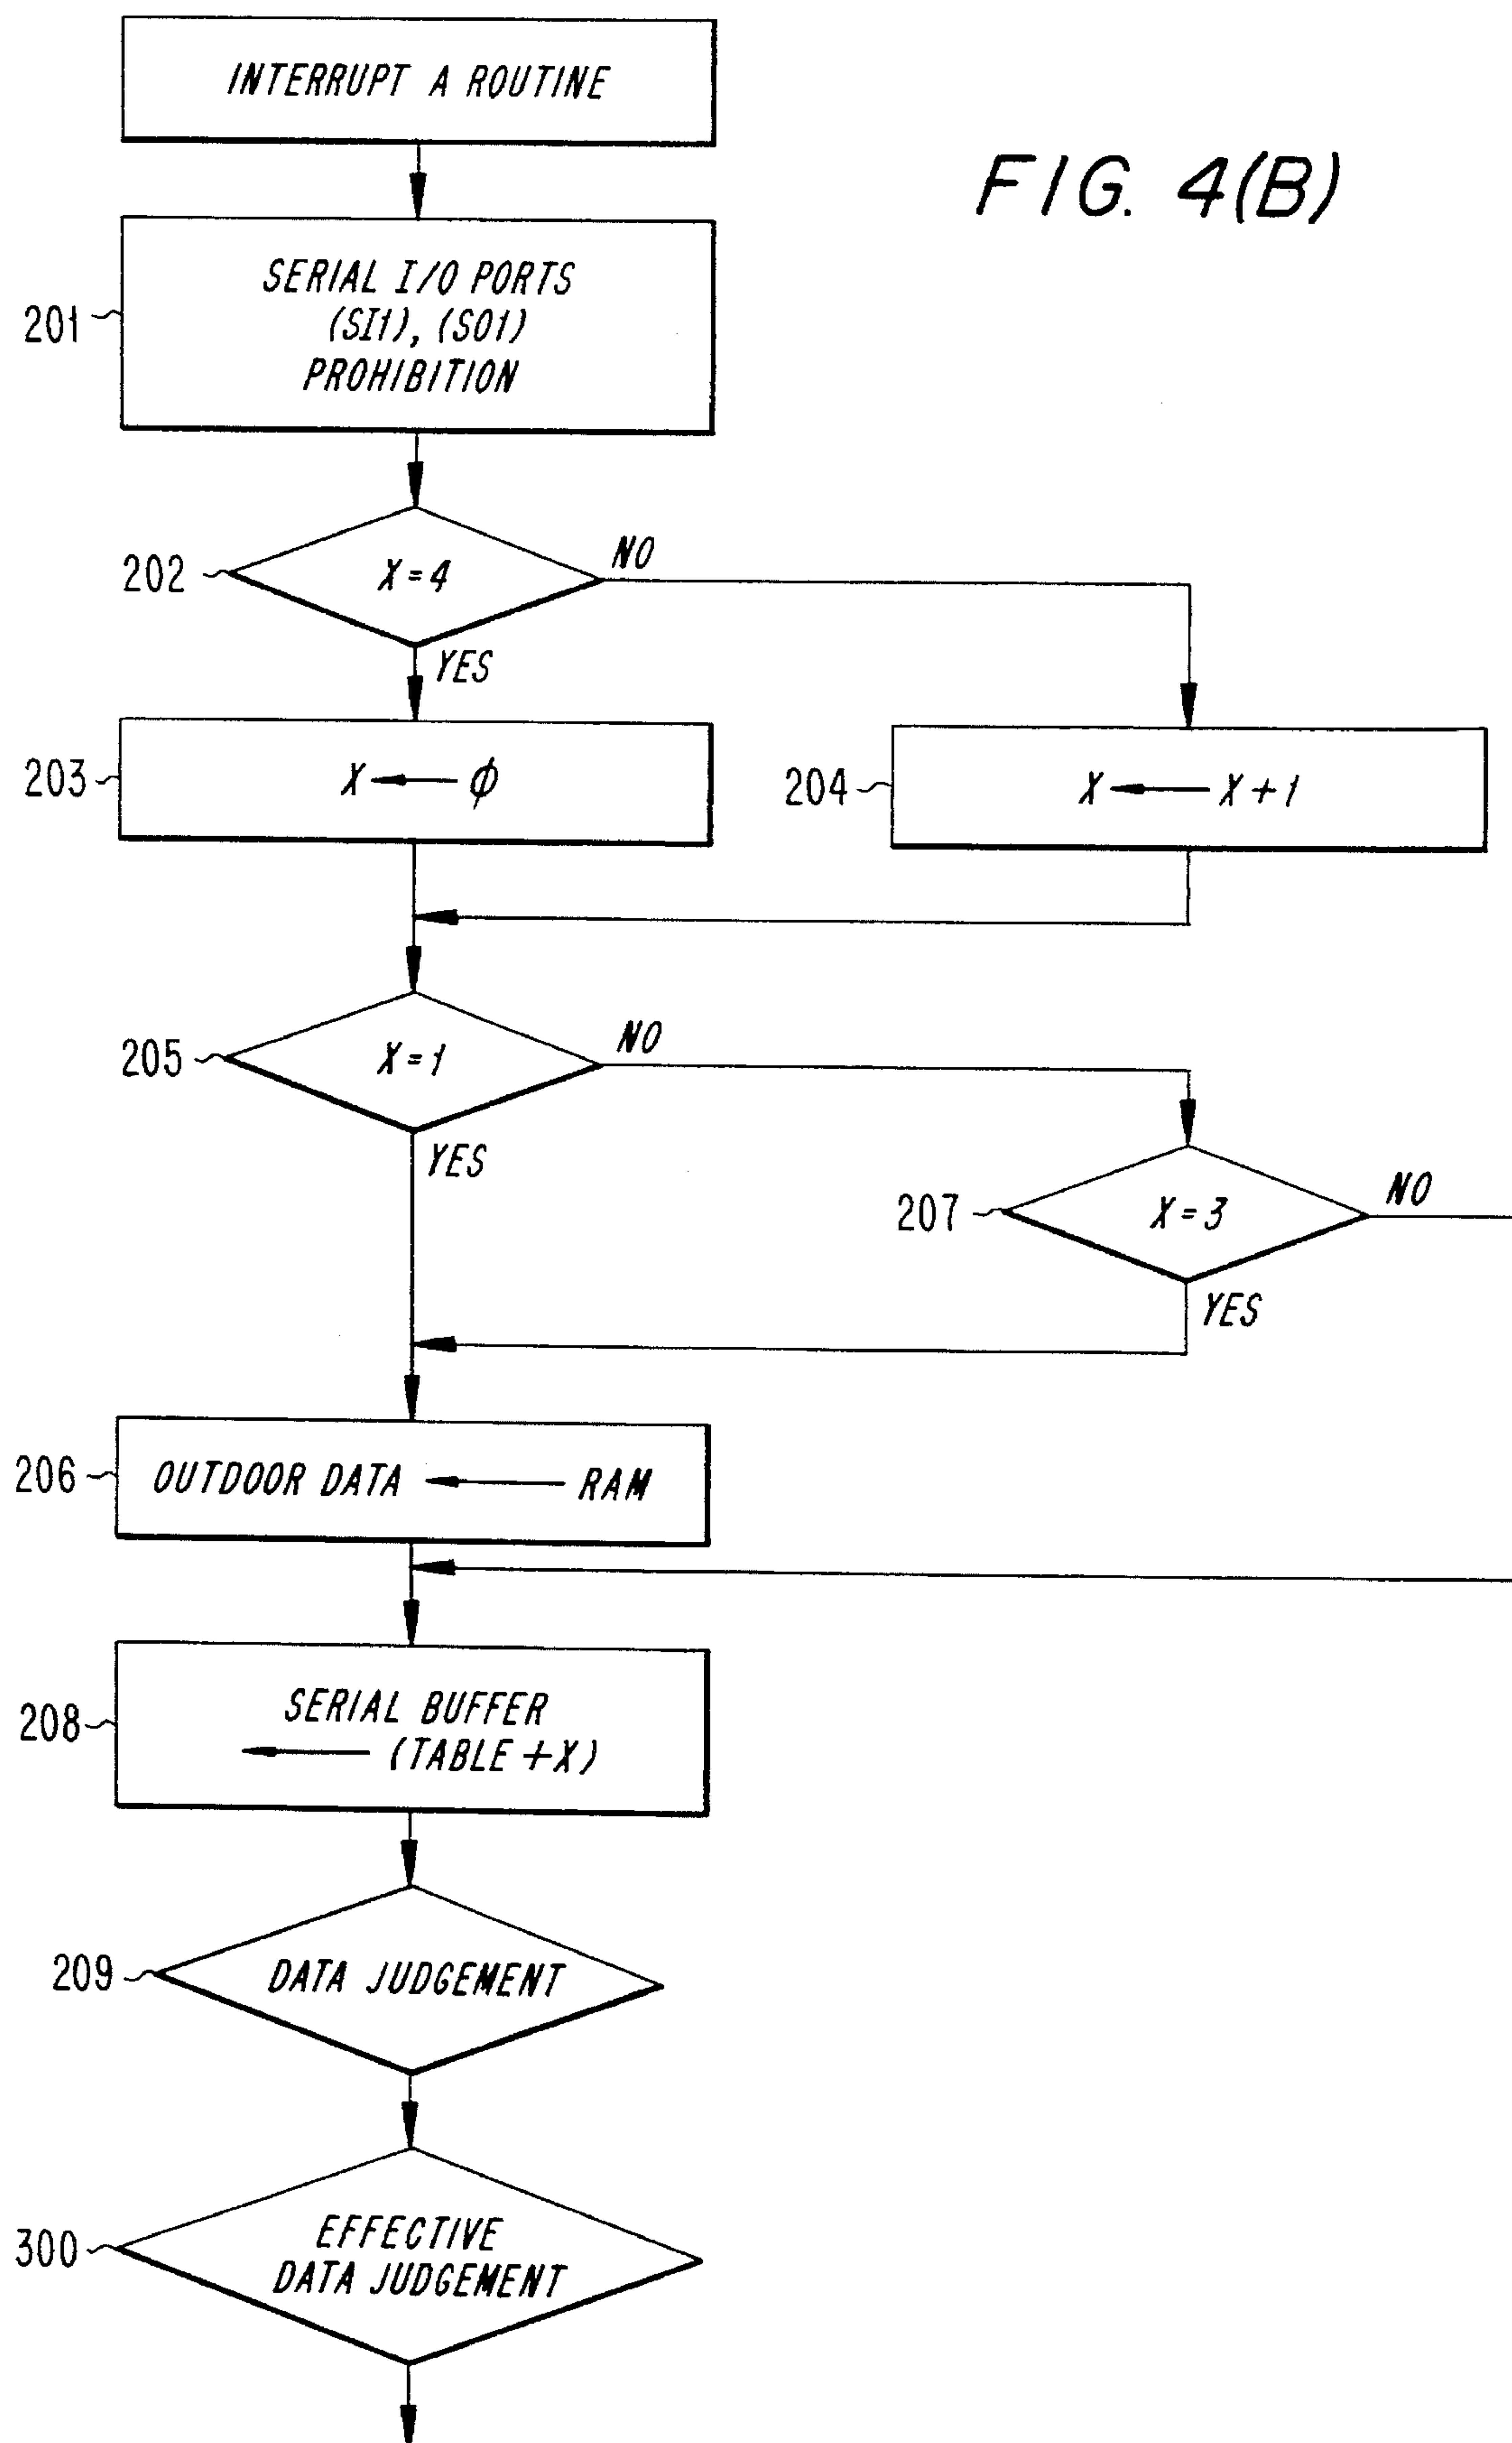 INTERRUPT A ROUTINE
FIG. 4(B)
201
SERIAL I/O PORTS
(SI1), (SO1)
PROHIBITION
202
X = 4
NO
YES
203
X ← ϕ
204
X ← X + 1
205
X = 1
NO
YES
207
X = 3
NO
YES
206
OUTDOOR DATA ← RAM
208
SERIAL BUFFER
← (TABLE + X)
209
DATA JUDGEMENT
300
EFFECTIVE
DATA JUDGEMENT